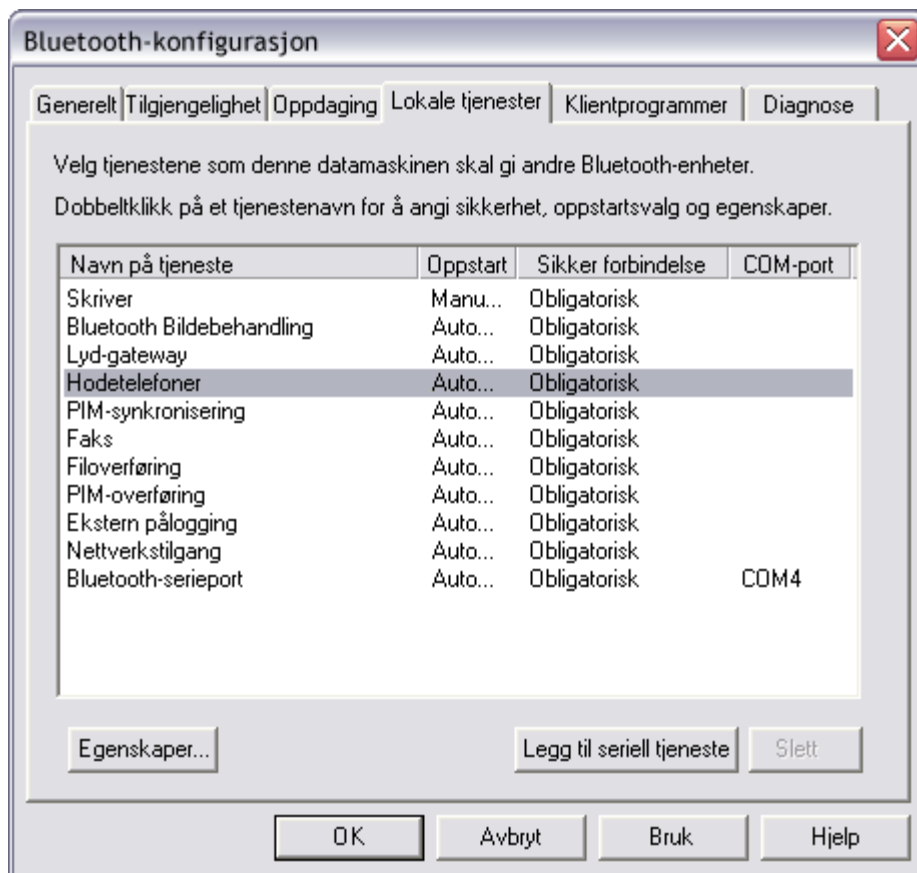 Bluetooth-konfigurasjon
Generelt Tilgjengelighet Oppdaging Lokale tjenester Klientprogrammer Diagnose
Velg tjenestene som denne datamaskinen skal gi andre Bluetooth-enheter.
Dobbeltklikk på et tjenestenavn for å angi sikkerhet, oppstartsvalg og egenskaper.
Navn på tjeneste Oppstart Sikker forbindelse COM-port
Skriver Manu... Obligatorisk
Bluetooth Bildebehandling Auto... Obligatorisk
Lyd-gateway Auto... Obligatorisk
Hodetelefoner Auto... Obligatorisk
PIM-synkronisering Auto... Obligatorisk
Faks Auto... Obligatorisk
Filoverføring Auto... Obligatorisk
PIM-overføring Auto... Obligatorisk
Ekstern pålogging Auto... Obligatorisk
Nettverkstilgang Auto... Obligatorisk
Bluetooth-serieport Auto... Obligatorisk COM4
Egenskaper... Legg til seriell tjeneste Slett
OK Avbryt Bruk Hjelp